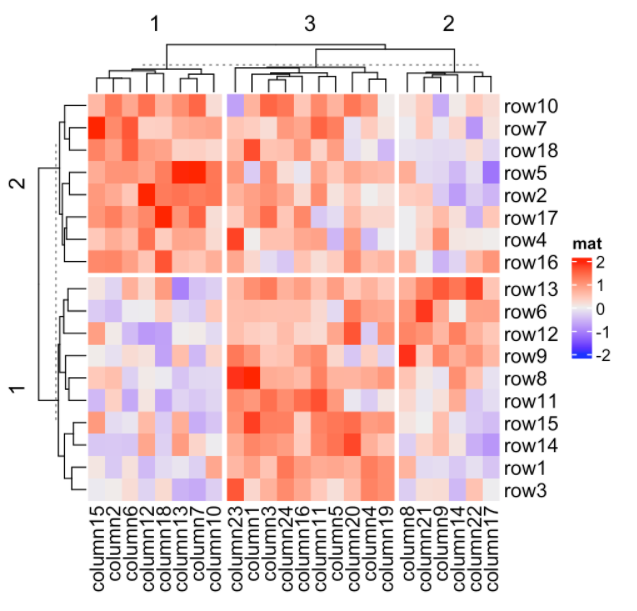 1 3 2
2
1
row10
row7
row18
row5
row2
row17
row4
row16
row13
row6
row12
row9
row8
row11
row15
row14
row1
row3
mat
2
1
0
-1
-2
column15
column2
column6
column12
column18
column13
column7
column10
column23
column1
column3
column24
column16
column11
column5
column20
column4
column19
column8
column21
column9
column14
column22
column17